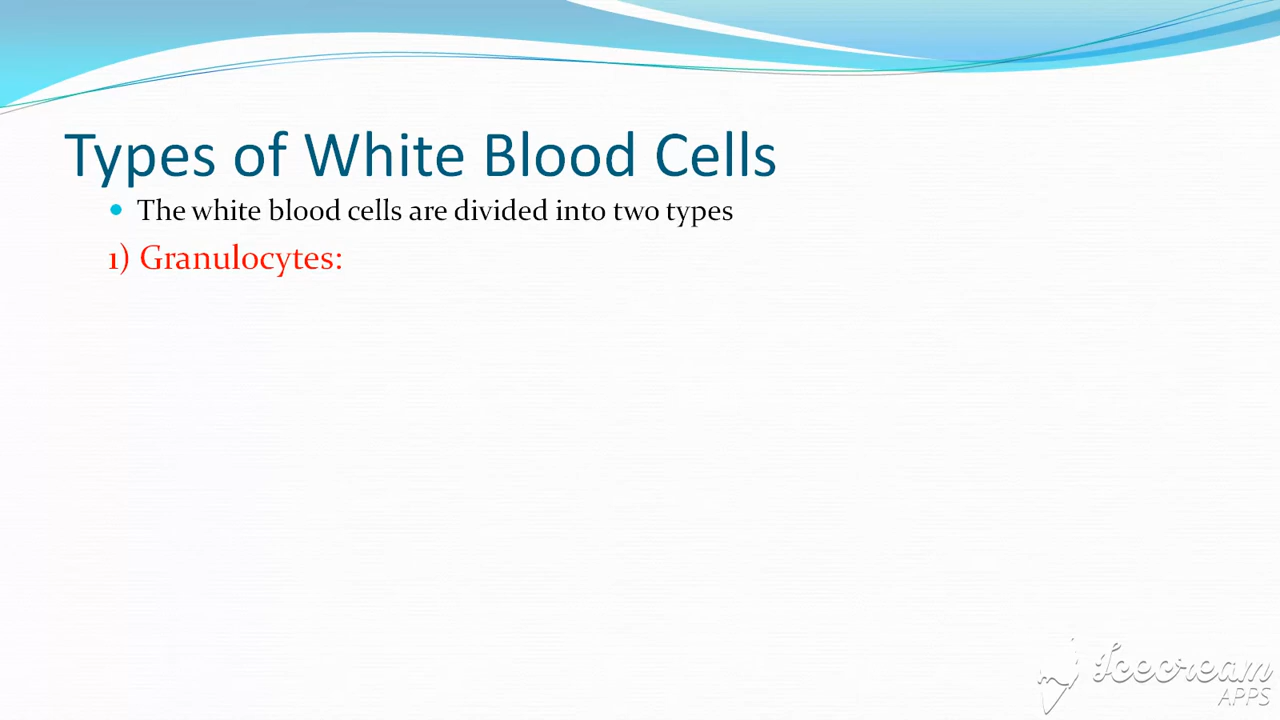 Types of White Blood Cells
The white blood cells are divided into two types
1) Granulocytes:
Icecream
APPS